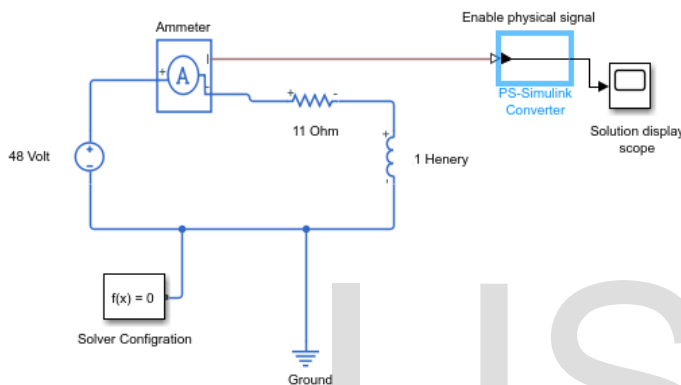 Enable physical signal
Ammeter
I
+
A
-
PS-Simulink
Converter
Solution display
scope
+
-
11 Ohm
48 Volt
+
-
+
1 Henery
-
f(x) = 0
Solver Configration
Ground
US